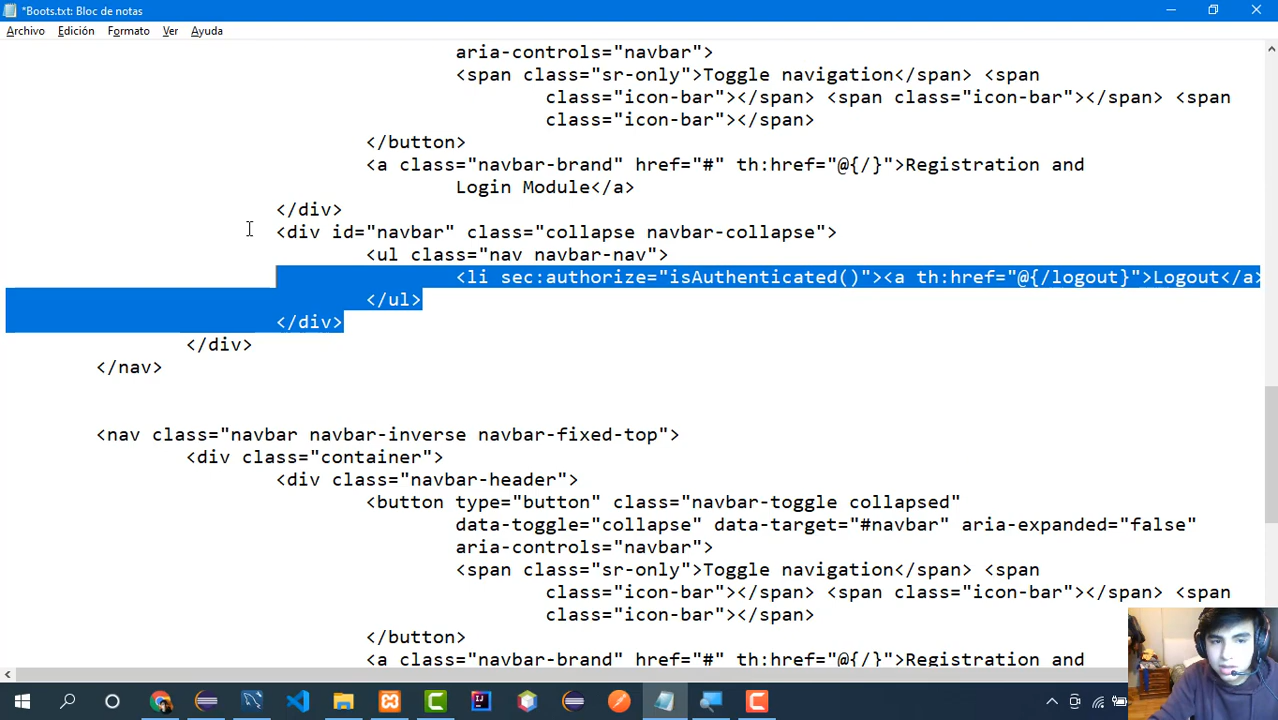 *Boots.txt: Bloc de notas
Archivo Edición Formato Ver Ayuda
aria-controls="navbar">
<span class="sr-only">Toggle navigation</span> <span
class="icon-bar"></span> <span class="icon-bar"></span> <span
class="icon-bar"></span>
</button>
<a class="navbar-brand" href="#" th:href="@{/}">Registration and
Login Module</a>
</div>
<div id="navbar" class="collapse navbar-collapse">
<ul class="nav navbar-nav">
<li sec:authorize="isAuthenticated()"><a th:href="@{/logout}">Logout</a>
</ul>
</div>
</div>
</nav>
<nav class="navbar navbar-inverse navbar-fixed-top">
<div class="container">
<div class="navbar-header">
<button type="button" class="navbar-toggle collapsed"
data-toggle="collapse" data-target="#navbar" aria-expanded="false"
aria-controls="navbar">
<span class="sr-only">Toggle navigation</span> <span
class="icon-bar"></span> <span class="icon-bar"></span> <span
class="icon-bar"></span>
</button>
<a class="navbar-brand" href="#" th:href="@{/}">Registration and